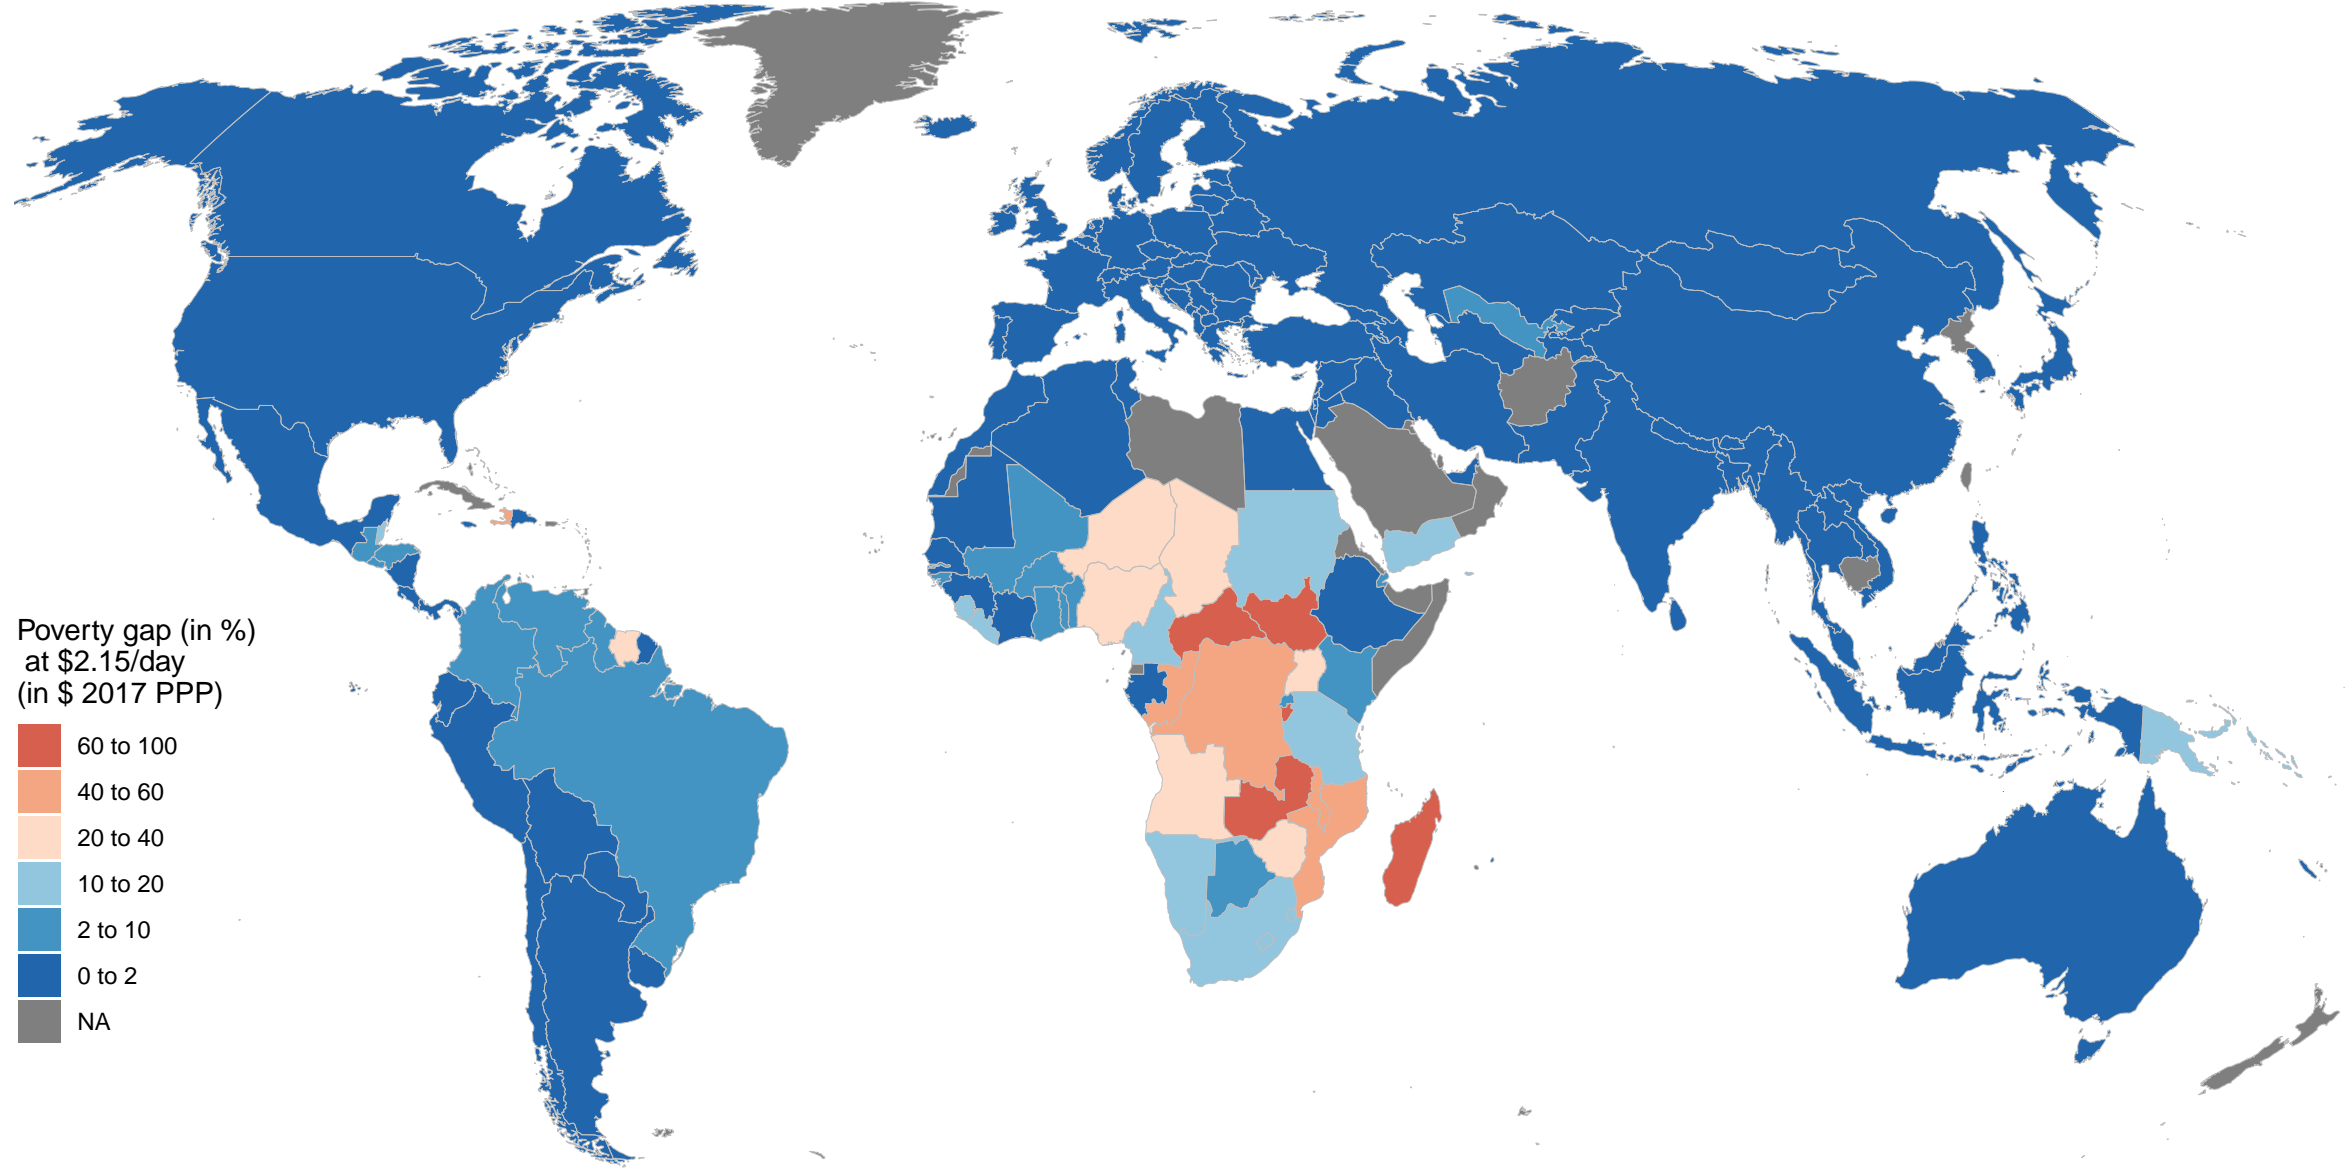 Poverty gap (in %)
at $2.15/day
(in $ 2017 PPP)
60 to 100
40 to 60
20 to 40
10 to 20
2 to 10
0 to 2
NA